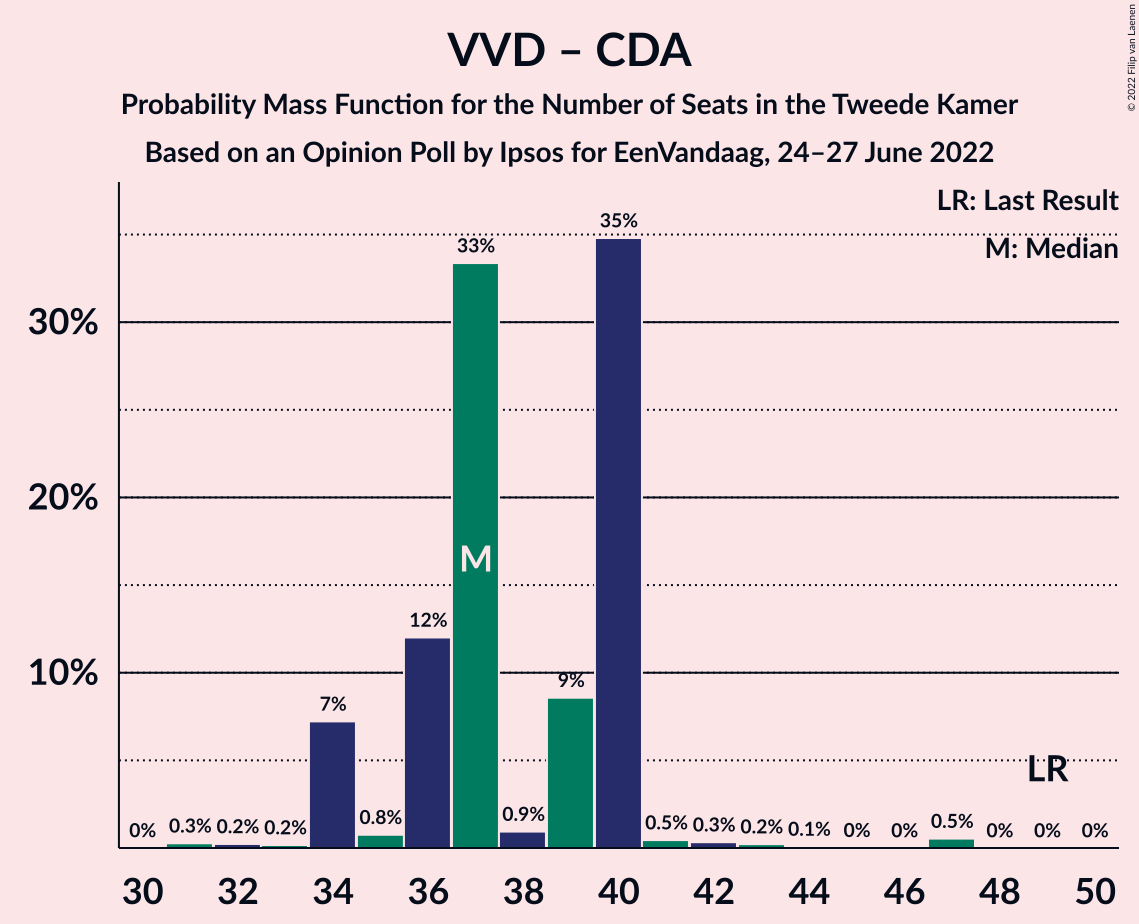 VVD – CDA
Probability Mass Function for the Number of Seats in the Tweede Kamer
Based on an Opinion Poll by Ipsos for EenVandaag, 24–27 June 2022
© 2022 Filip van Laenen
LR: Last Result
M: Median
35%
33%
30%
20%
M
12%
10%
9%
7%
LR
0% 0.3% 0.2% 0.2% 0.8% 0.9% 0.5% 0.3% 0.2% 0.1% 0% 0% 0.5% 0% 0% 0%
30 32 34 36 38 40 42 44 46 48 50